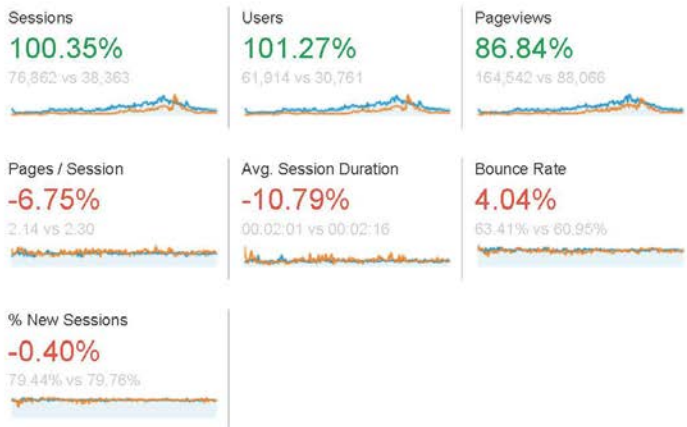 Sessions
100.35%
76,862 vs 38,363
Users
101.27%
61,914 vs 30,761
Pageviews
86.84%
164,542 vs 88,066
Pages / Session
-6.75%
2.14 vs 2.30
Avg. Session Duration
-10.79%
00:02:01 vs 00:02:16
Bounce Rate
4.04%
63.41% vs 60.95%
% New Sessions
-0.40%
79.44% vs 79.76%